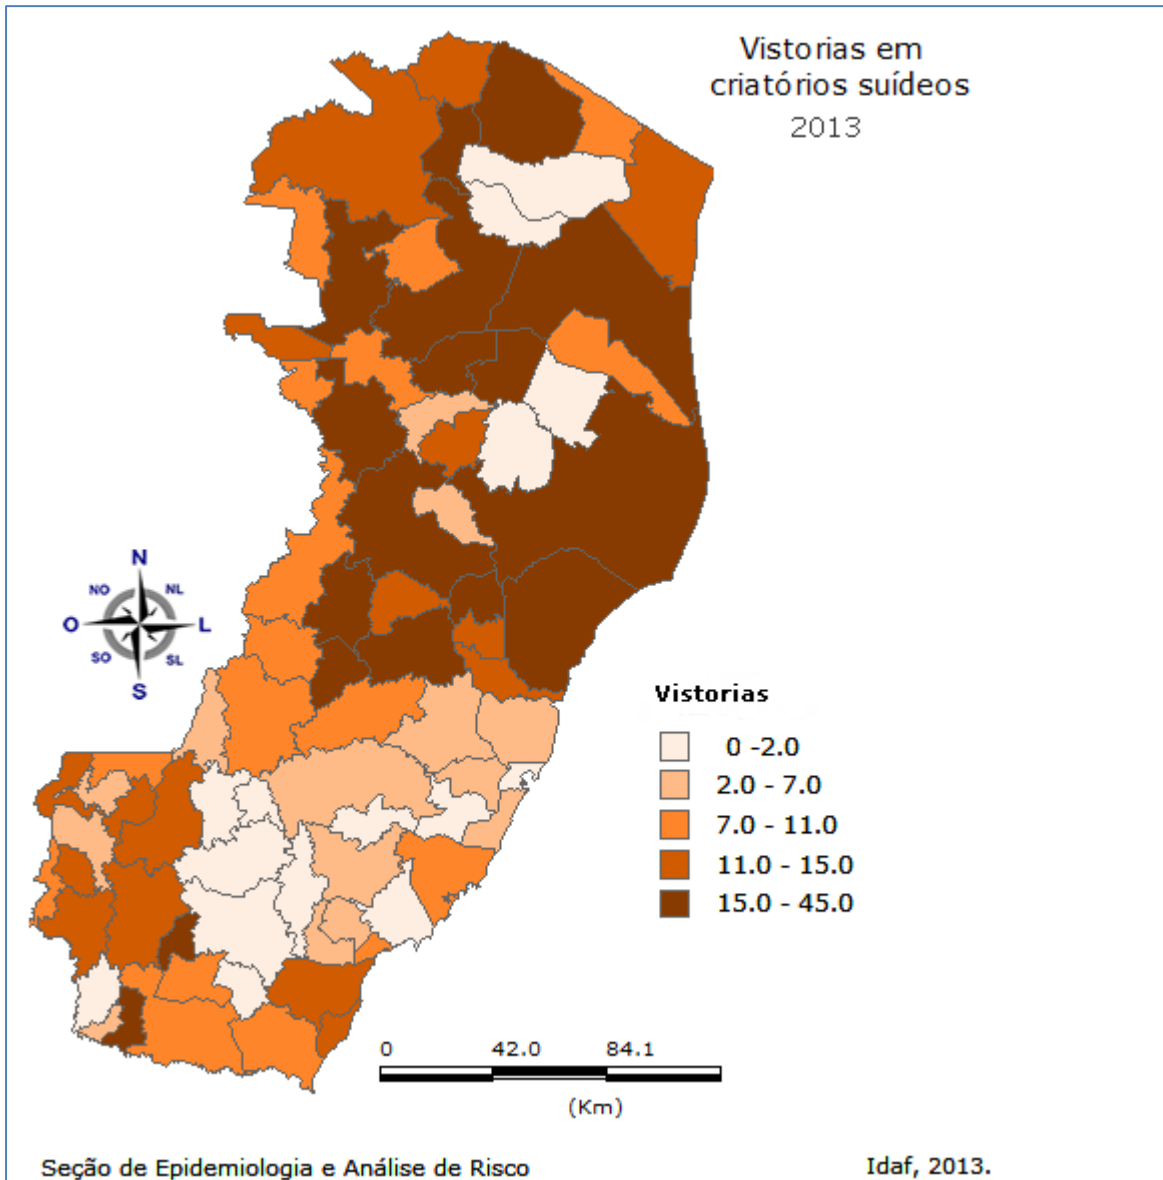 Vistorias em
criatórios suídeos
2013
N
NO
NL
O
L
SO
SL
S
Vistorias
0 -2.0
2.0 - 7.0
7.0 - 11.0
11.0 - 15.0
15.0 - 45.0
0 42.0 84.1
(Km)
Seção de Epidemiologia e Análise de Risco
Idaf, 2013.